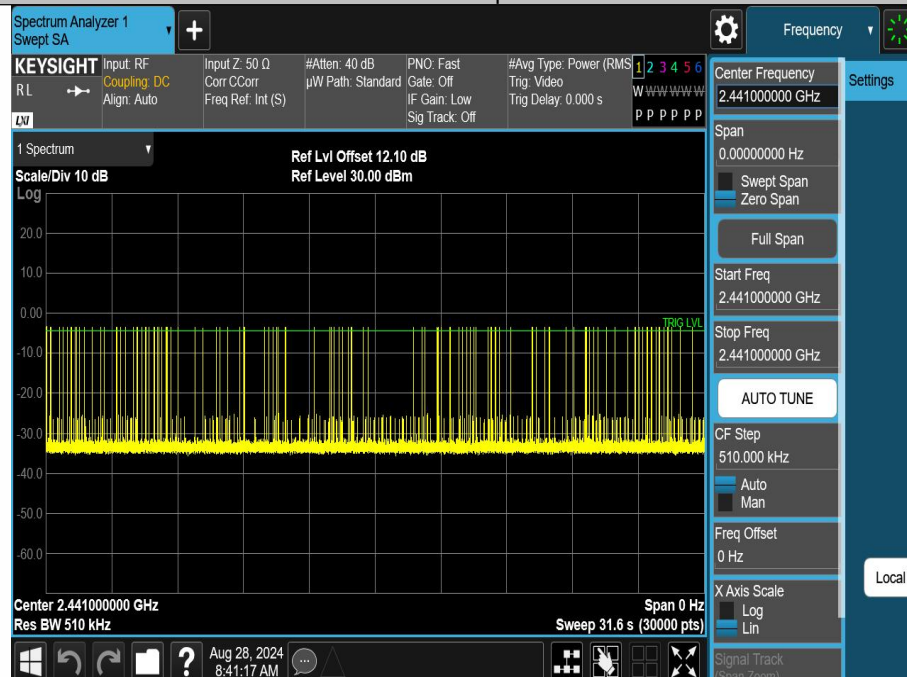 Spectrum Analyzer 1
Swept SA
Frequency
KEYSIGHT
RL
LXI
Input: RF
Coupling: DC
Align: Auto
Input Z: 50 Ω
Corr CCorr
Freq Ref: Int (S)
#Atten: 40 dB
µW Path: Standard
PNO: Fast
Gate: Off
IF Gain: Low
Sig Track: Off
#Avg Type: Power (RMS
Trig: Video
Trig Delay: 0.000 s
1 2 3 4 5 6
W W W W W W
P P P P P P
1 Spectrum
Scale/Div 10 dB
Ref Lvl Offset 12.10 dB
Ref Level 30.00 dBm
Log
20.0
10.0
0.00
TRIG LVL
-10.0
-20.0
-30.0
-40.0
-50.0
-60.0
Center 2.441000000 GHz
Span 0 Hz
Res BW 510 kHz
Sweep 31.6 s (30000 pts)
Aug 28, 2024
8:41:17 AM
Center Frequency
2.441000000 GHz
Settings
Span
0.00000000 Hz
Swept Span
Zero Span
Full Span
Start Freq
2.441000000 GHz
Stop Freq
2.441000000 GHz
AUTO TUNE
CF Step
510.000 kHz
Auto
Man
Freq Offset
0 Hz
Local
X Axis Scale
Log
Lin
Signal Track
(Span Zoom)